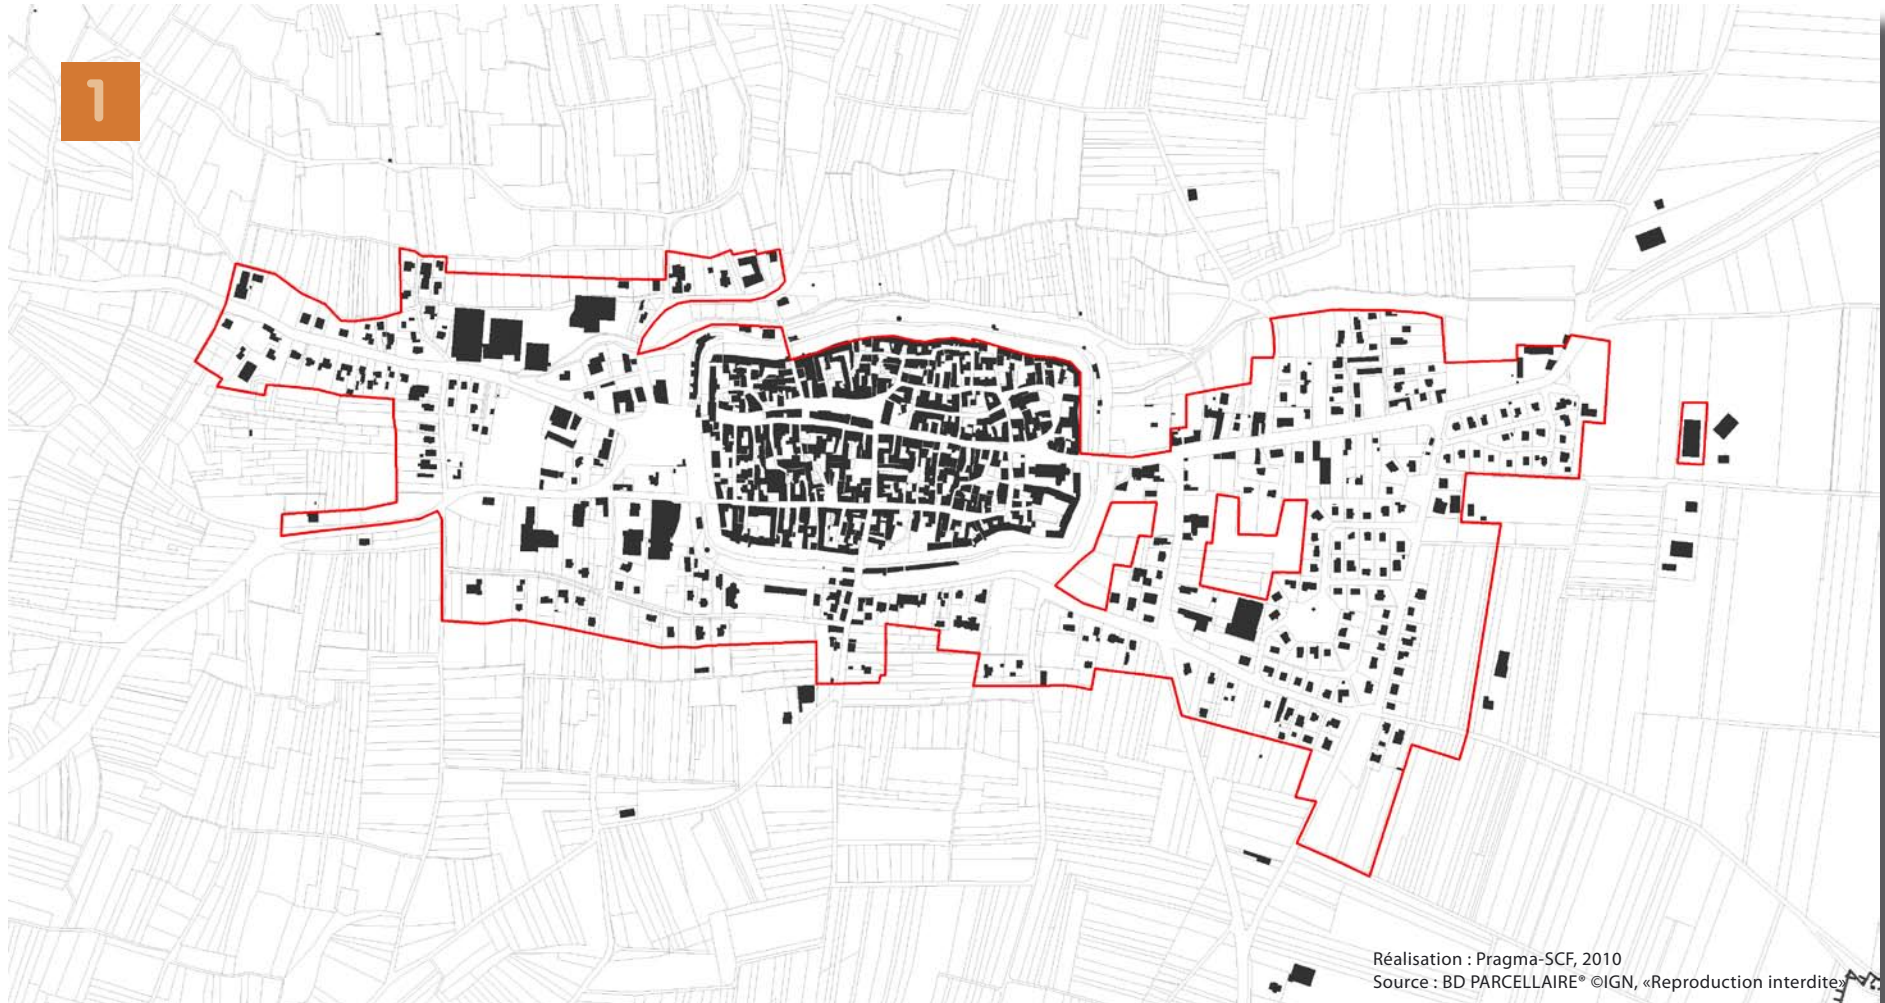 1
Réalisation : Pragma-SCF, 2010
Source : BD PARCELLAIRE® ©IGN, «Reproduction interdite»